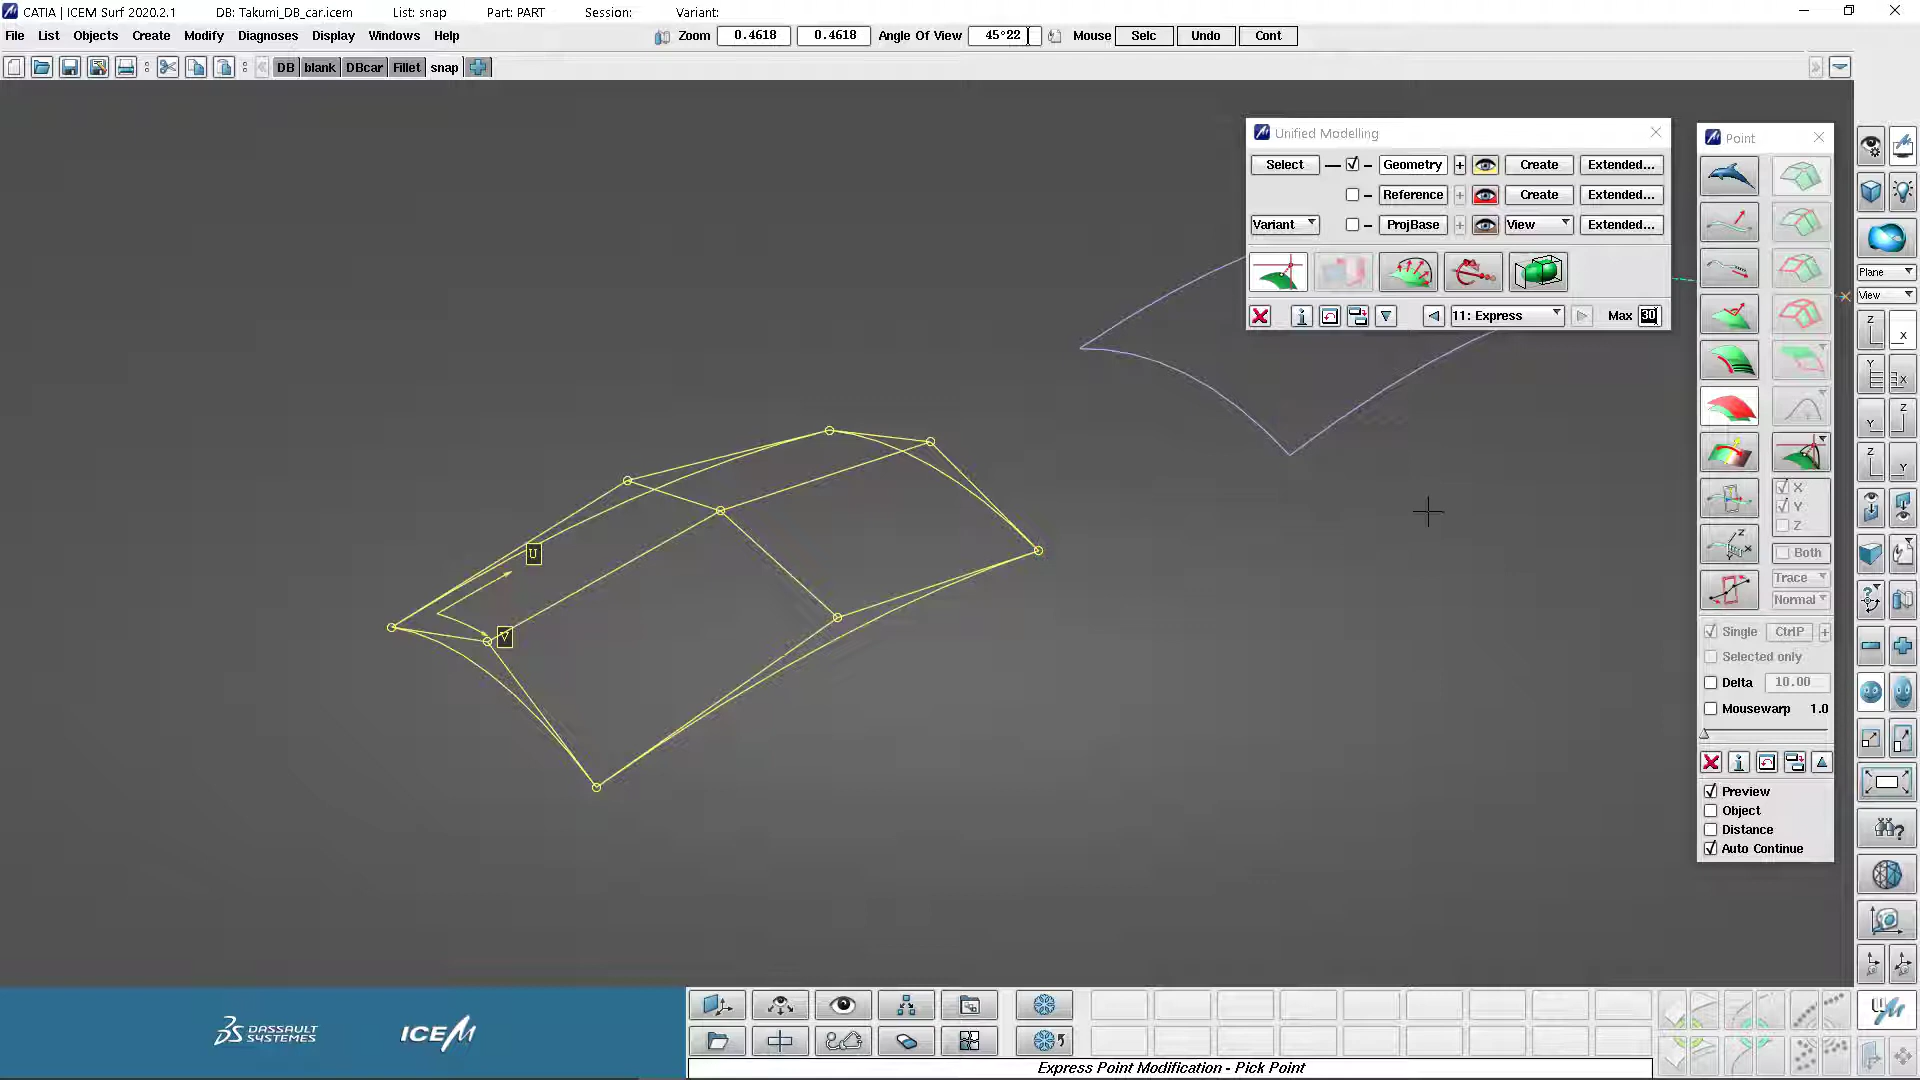 CATIA | ICEM Surf 2020.2.1 DB: Takumi_DB_car.icem List: snap Part: PART Session: Variant:
File List Objects Create Modify Diagnoses Display Windows Help Zoom 0.4618 0.4618 Angle Of View 45°22 Mouse Selc Undo Cont
DB blank DBcar Fillet snap
Unified Modelling
Select Geometry + Create Extended...
Reference + Create Extended...
Variant ProjBase + View Extended...
11: Express Max 30
Point
X
Y
Z
Both
Trace
Normal
Single CtrlP +
Selected only
Delta 10.00
Mousewarp 1.0
Preview
Object
Distance
Auto Continue
Plane
View
Z X
Y X
Y Z
Z Y
U
V
DASSAULT SYSTEMES ICEM
Express Point Modification - Pick Point